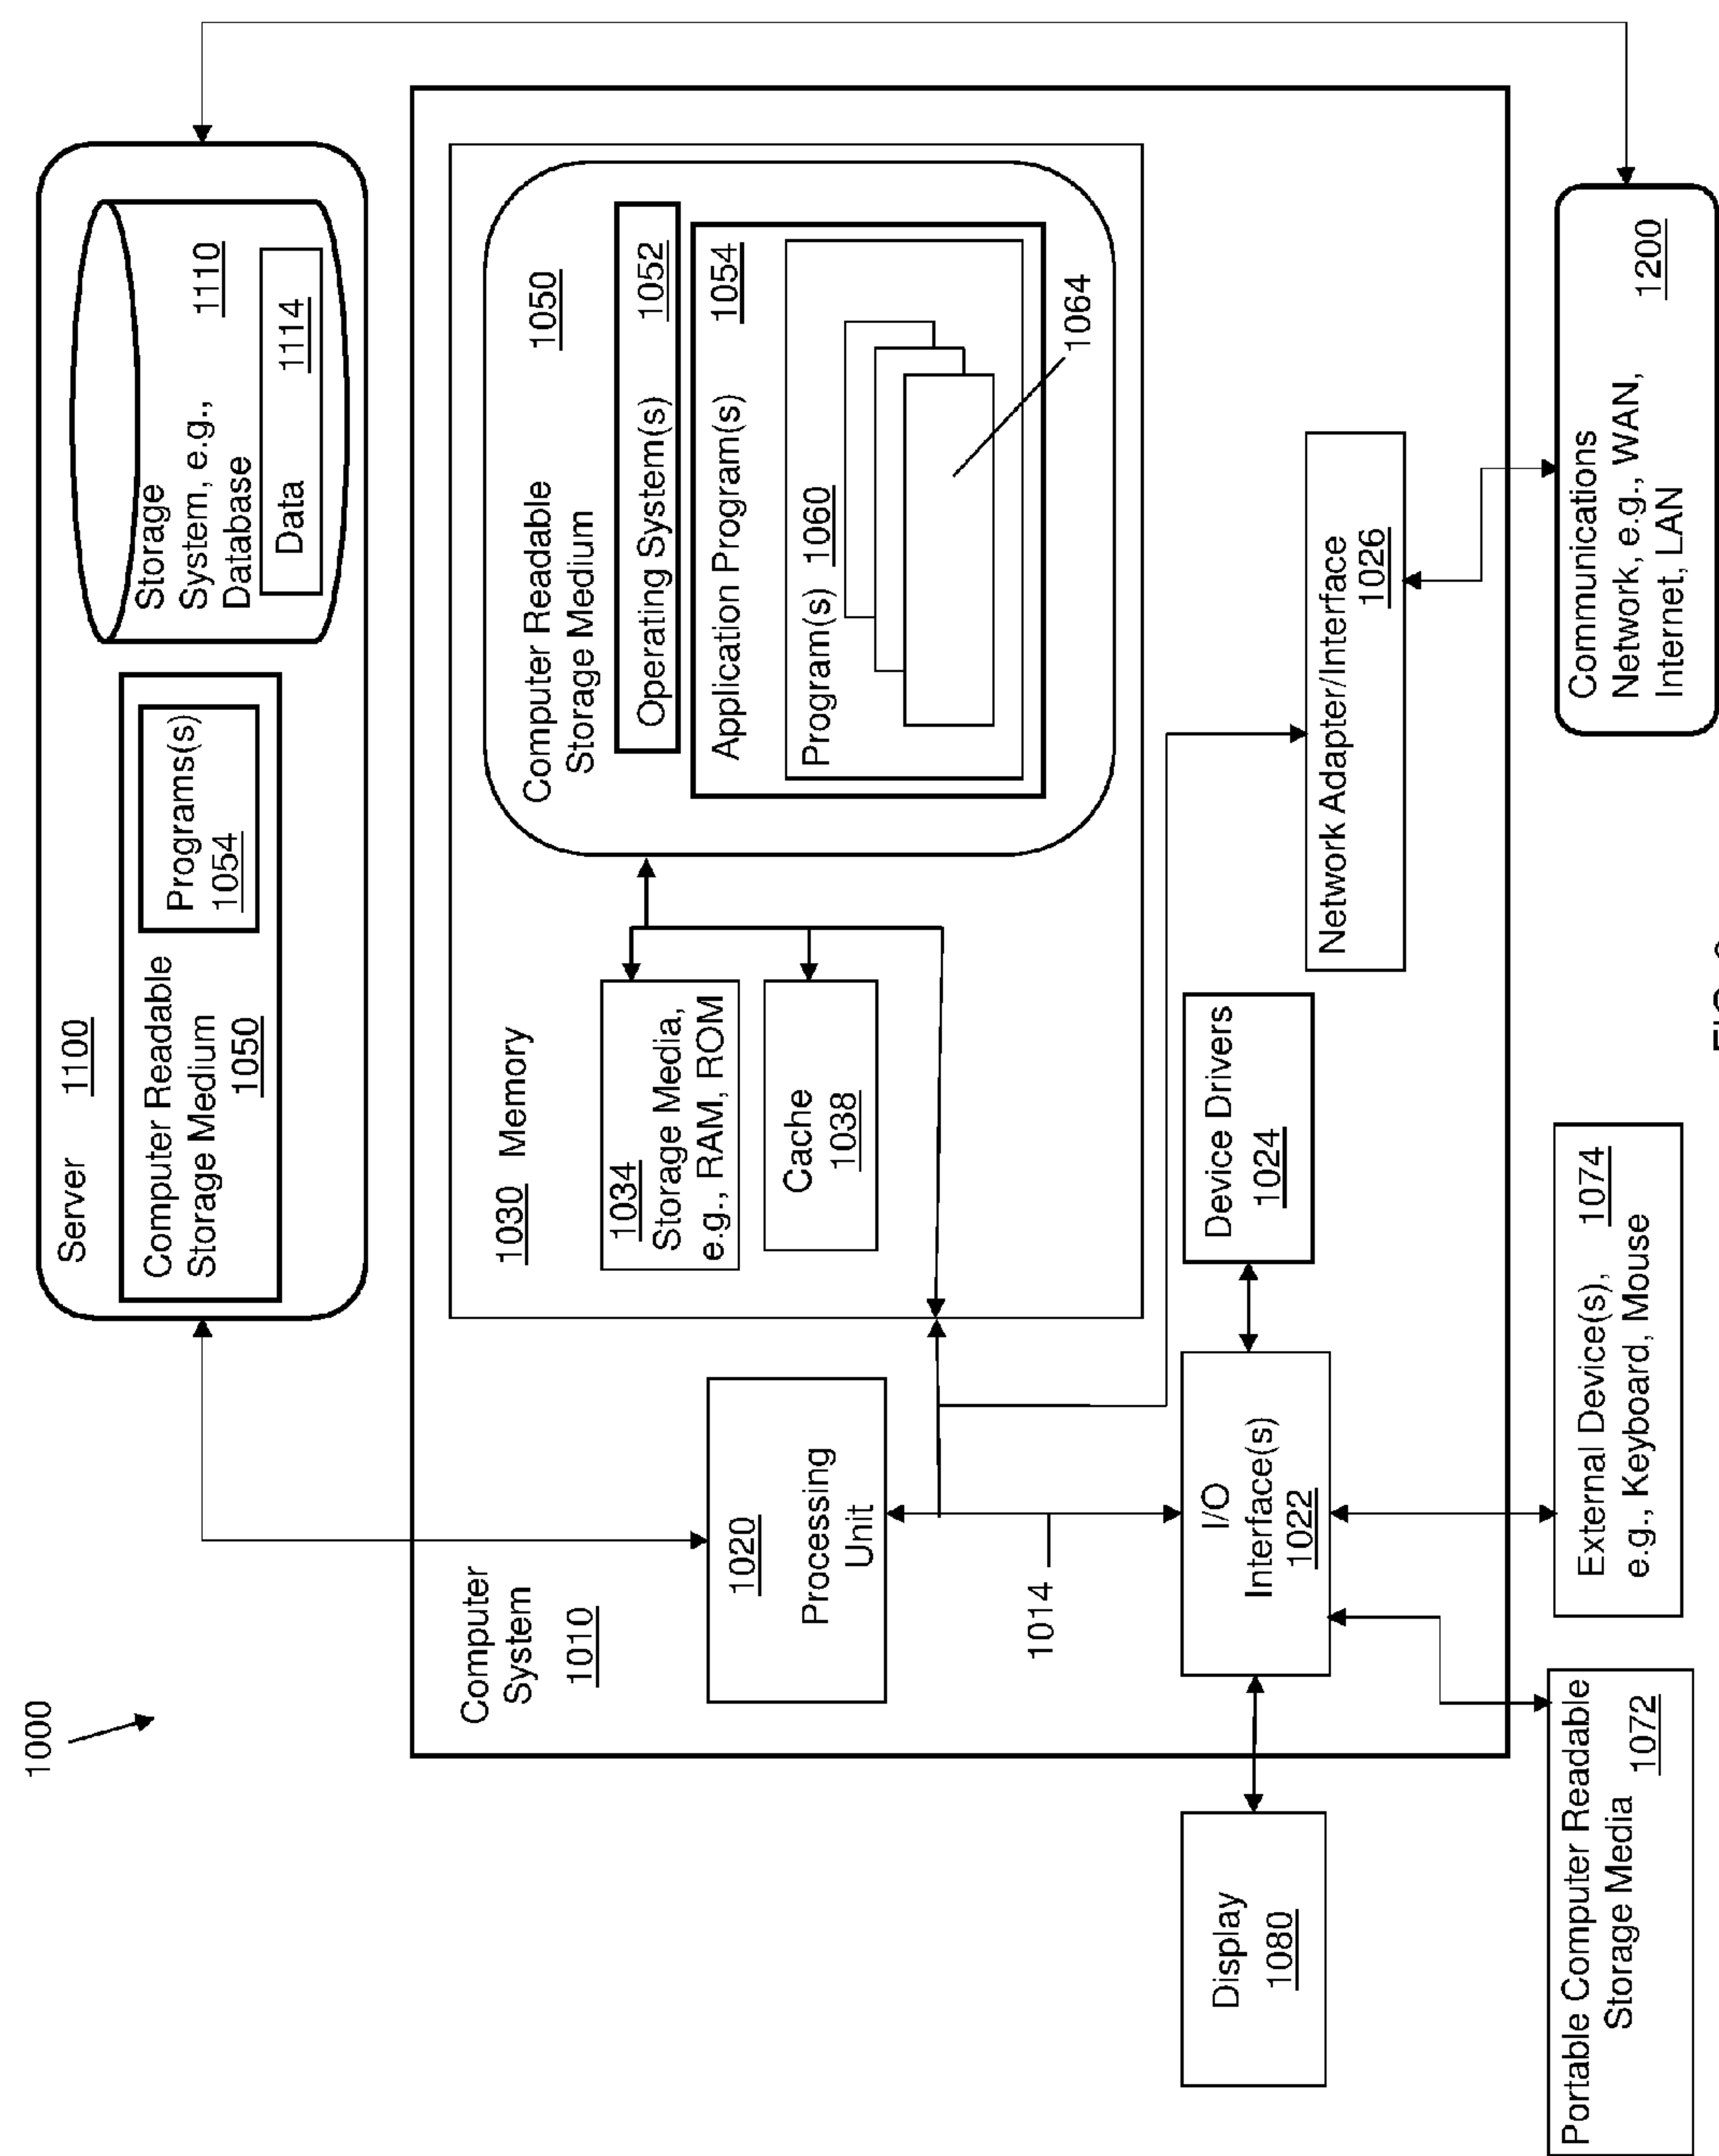 1000
Server 1100
Computer Readable
Storage Medium
1050
Programs(s)
1054
Storage
System, e.g.,
Database
1110
Data 1114
Computer
System
1010
1020
Processing
Unit
1014
1030 Memory
1034
Storage Media,
e.g., RAM, ROM
Cache
1038
Computer Readable
Storage Medium
1050
Operating System(s) 1052
Application Program(s) 1054
Program(s) 1060
1064
I/O
Interface(s)
1022
Device Drivers
1024
Network Adapter/Interface
1026
Display
1080
Portable Computer Readable
Storage Media 1072
External Device(s), 1074
e.g., Keyboard, Mouse
Communications
Network, e.g., WAN,
Internet, LAN
1200